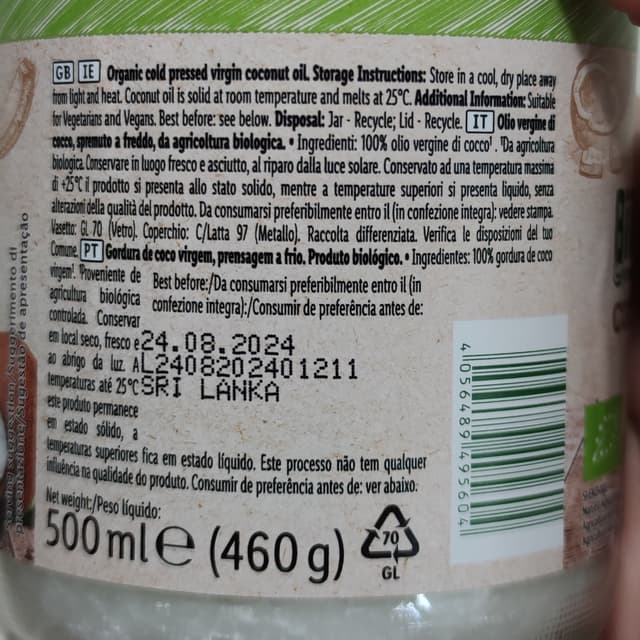 GB IE Organic cold pressed virgin coconut oil. Storage Instructions: Store in a cool, dry place away
from light and heat. Coconut oil is solid at room temperature and melts at 25°C. Additional Information: Suitable
for Vegetarians and Vegans. Best before: see below. Disposal: Jar - Recycle; Lid - Recycle. IT Olio vergine di
cocco, spremuto a freddo, da agricoltura biologica. • Ingredienti: 100% olio vergine di cocco¹. ¹Da agricoltura
biologica. Conservare in luogo fresco e asciutto, al riparo dalla luce solare. Conservato ad una temperatura massima
di +25°C il prodotto si presenta allo stato solido, mentre a temperature superiori si presenta liquido, senza
alterazioni della qualità del prodotto. Da consumarsi preferibilmente entro il (in confezione integra): vedere stampa.
Vasetto: GL 70 (Vetro). Coperchio: C/Latta 97 (Metallo). Raccolta differenziata. Verifica le disposizioni del tuo
Comune. PT Gordura de coco virgem, prensagem a frio. Produto biológico. • Ingredientes: 100% gordura de coco
virgem¹. ¹Proveniente de
agricultura biológica
controlada. Conservar
em local seco, fresco e
ao abrigo da luz. A
temperaturas até 25°C
este produto permanece
em estado sólido, a
temperaturas superiores fica em estado líquido. Este processo não tem qualquer
influência na qualidade do produto. Consumir de preferência antes de: ver abaixo.
Best before:/Da consumarsi preferibilmente entro il (in
confezione integra):/Consumir de preferência antes de:
24.08.2024
L2408202401211
SRI LANKA
Net weight:/Peso líquido:
500 ml e (460 g)
70
GL
4056489495604